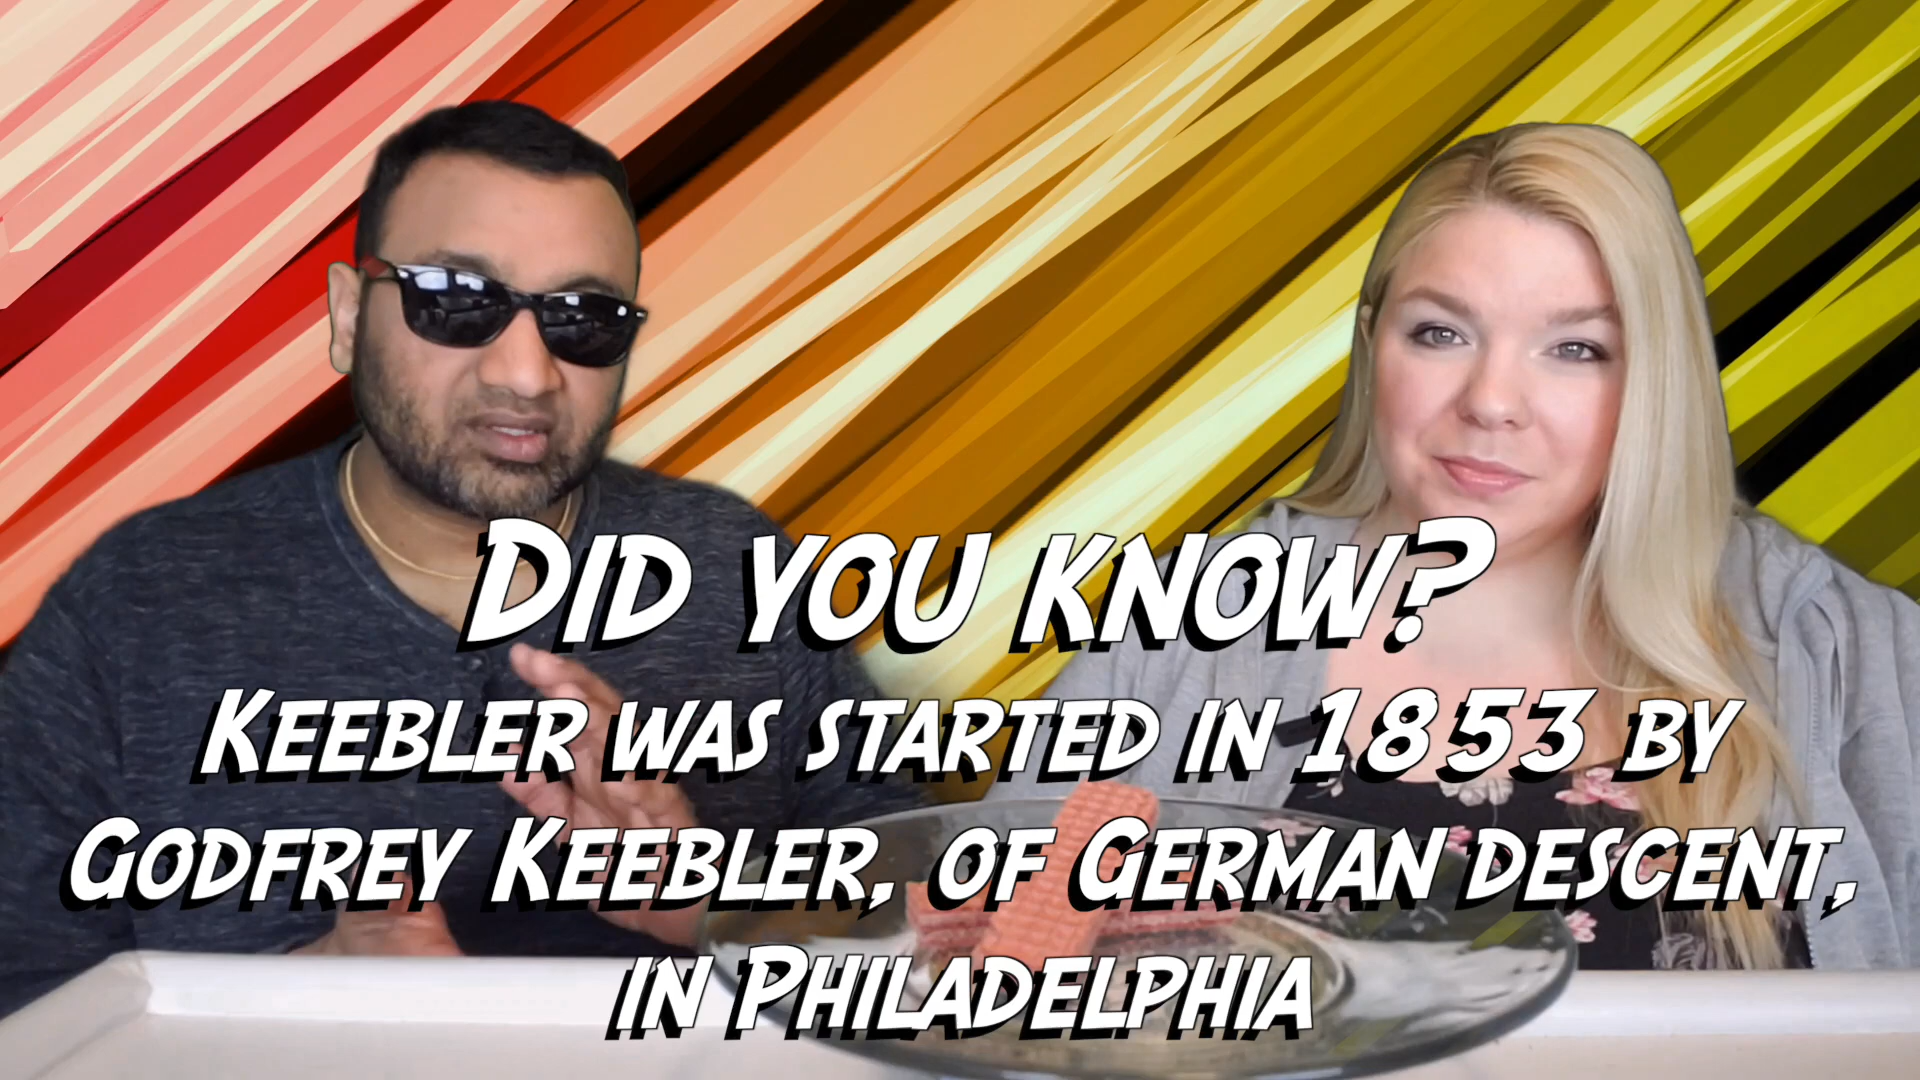 Did you know?
Keebler was started in 1853 by
Godfrey Keebler, of German descent,
in Philadelphia